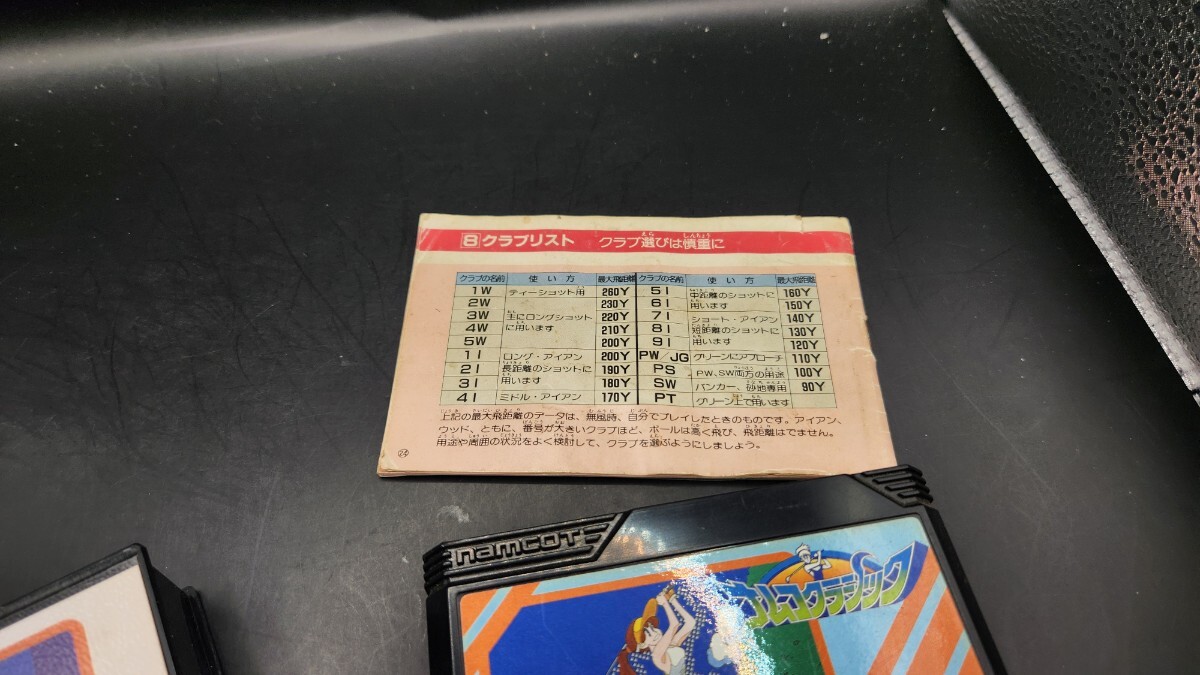 8 クラブリスト クラブ選びは慎重に
クラブの名前 使い方 最大飛距離 クラブの名前 使い方 最大飛距離
1W ティーショット用 260Y
2W 230Y
3W 主にロングショット 220Y
4W に用います 210Y
5W 200Y
1I ロング・アイアン 200Y
2I 長距離のショットに 190Y
3I 用います 180Y
4I ミドル・アイアン 170Y
5I 中距離のショットに 160Y
6I 用います 150Y
7I ショート・アイアン 140Y
8I 短距離のショットに 130Y
9I 用います 120Y
PW/JG グリーンにアプローチ 110Y
PS PW、SW両方の用途 100Y
SW バンカー、砂地専用 90Y
PT グリーン上で用います
上記の最大飛距離のデータは、無風時、自分でプレイしたときのものです。アイアン、
ウッド、ともに、番号が大きいクラブほど、ボールは高く飛び、飛距離はでません。
用途や周囲の状況をよく検討して、クラブを選ぶようにしましょう。
24
namcot
ナムコクラシック